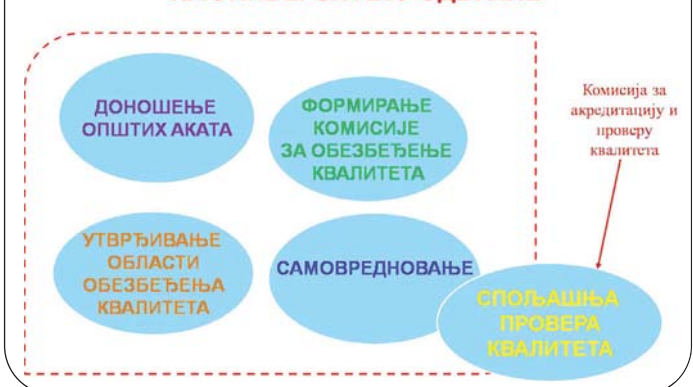 ДОНОШЕЊЕ
ОПШТИХ АКАТА
ФОРМИРАЊЕ
КОМИСИЈЕ
ЗА ОБЕЗБЕЂЕЊЕ
КВАЛИТЕТА
Комисија за
акредитацију и
проверу
квалитета
УТВРЂИВАЊЕ
ОБЛАСТИ
ОБЕЗБЕЂЕЊА
КВАЛИТЕТА
САМОВРЕДНОВАЊЕ
СПОЉАШЊА
ПРОВЕРА
КВАЛИТЕТА